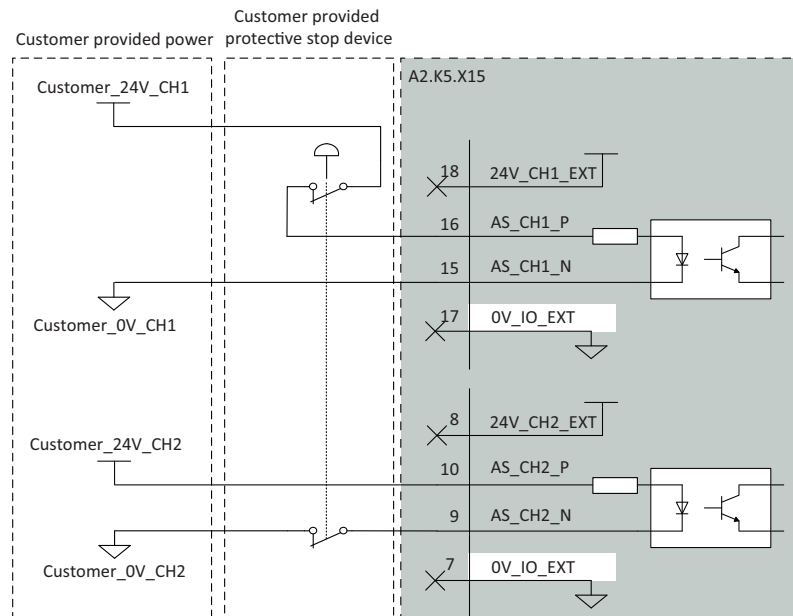 Customer provided power
Customer provided
protective stop device
A2.K5.X15
Customer_24V_CH1
18 24V_CH1_EXT
16 AS_CH1_P
15 AS_CH1_N
Customer_0V_CH1
17 0V_IO_EXT
8 24V_CH2_EXT
Customer_24V_CH2
10 AS_CH2_P
9 AS_CH2_N
Customer_0V_CH2
7 0V_IO_EXT